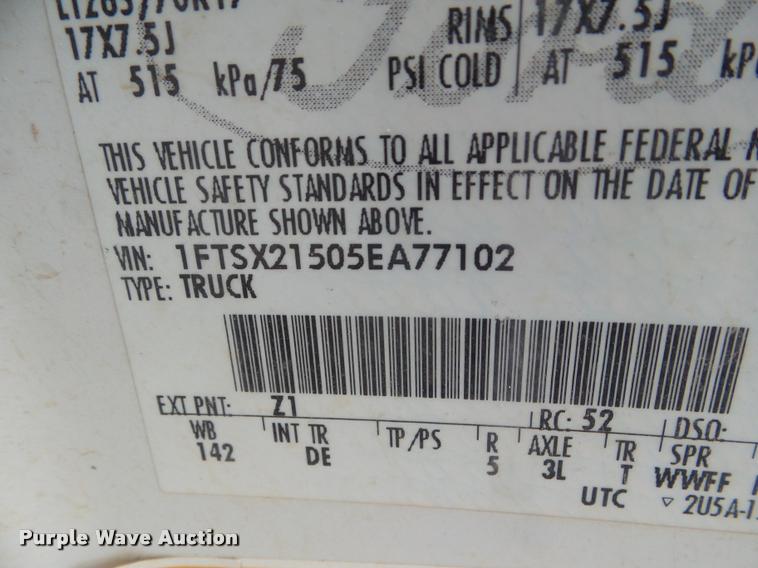 17X7.5J RIMS 17X7.5J
AT 515 kPa/75 PSI COLD AT 515
THIS VEHICLE CONFORMS TO ALL APPLICABLE FEDERAL
VEHICLE SAFETY STANDARDS IN EFFECT ON THE DATE OF
MANUFACTURE SHOWN ABOVE.
VIN: 1FTSX21505EA77102
TYPE: TRUCK
EXT PNT: Z1 RC: 52 DSO:
WB INT TR TP/PS R AXLE TR SPR
142 DE 5 3L T WWFF
UTC ▽ 2U5A-1
Purple Wave Auction